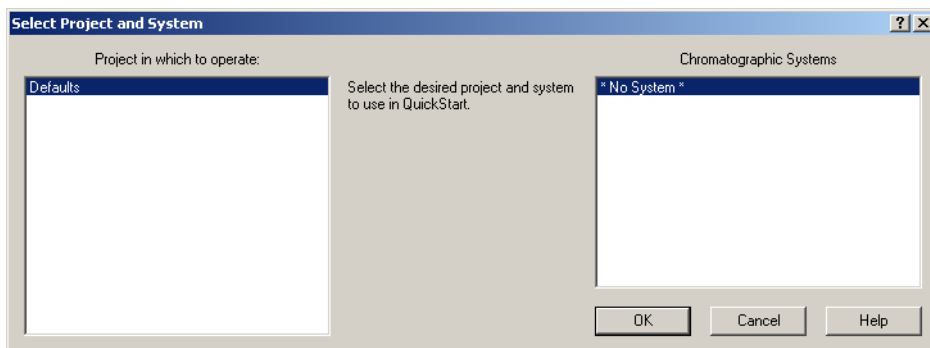 Select Project and System
Project in which to operate:
Defaults
Select the desired project and system
to use in QuickStart.
Chromatographic Systems
* No System *
OK
Cancel
Help